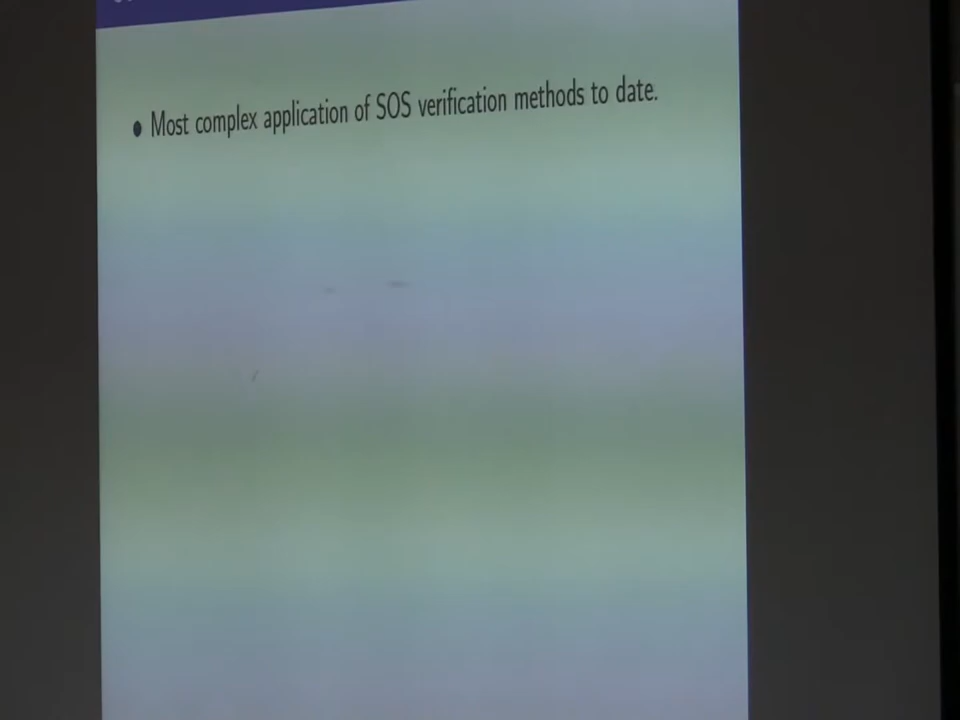 • Most complex application of SOS verification methods to date.